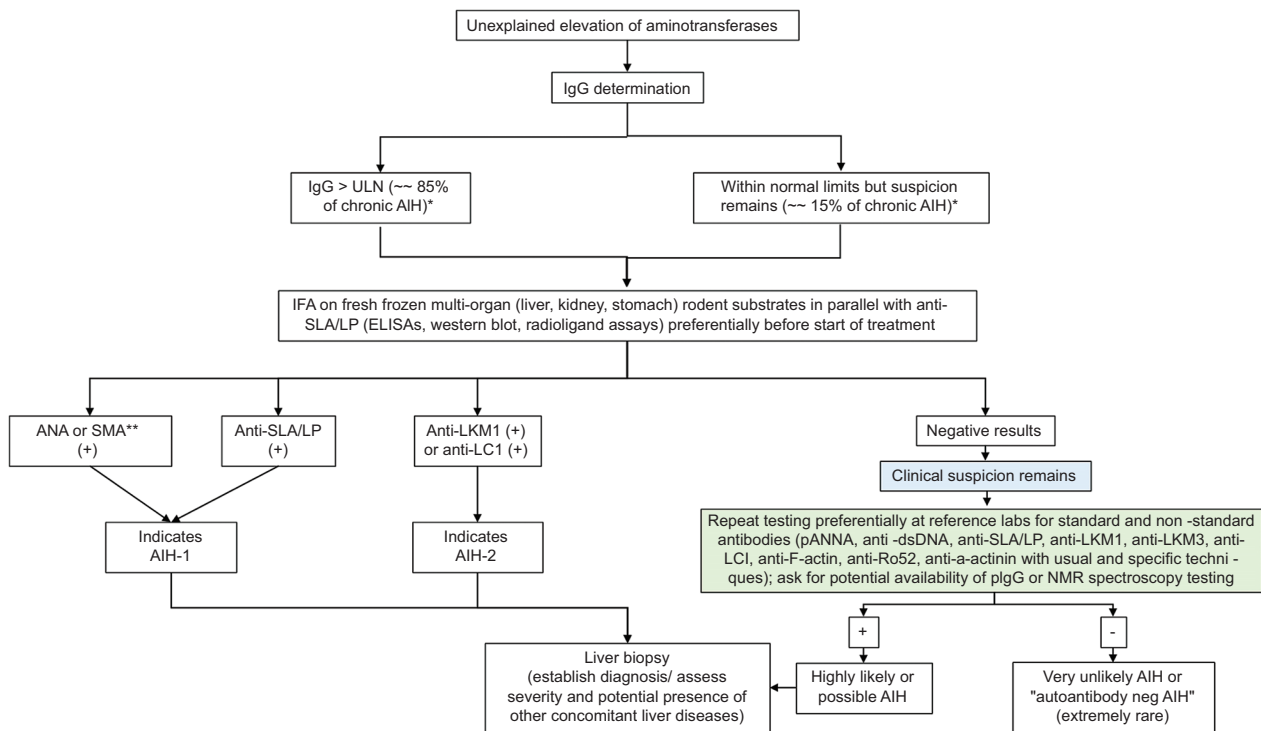 Unexplained elevation of aminotransferases
IgG determination
IgG > ULN (~~ 85%
of chronic AIH)*
Within normal limits but suspicion
remains (~~ 15% of chronic AIH)*
IFA on fresh frozen multi-organ (liver, kidney, stomach) rodent substrates in parallel with anti-
SLA/LP (ELISAs, western blot, radioligand assays) preferentially before start of treatment
ANA or SMA**
(+)
Anti-SLA/LP
(+)
Anti-LKM1 (+)
or anti-LC1 (+)
Negative results
Clinical suspicion remains
Indicates
AIH-1
Indicates
AIH-2
Repeat testing preferentially at reference labs for standard and non -standard
antibodies (pANNA, anti -dsDNA, anti-SLA/LP, anti-LKM1, anti-LKM3, anti-
LCI, anti-F-actin, anti-Ro52, anti-a-actinin with usual and specific techni -
ques); ask for potential availability of pIgG or NMR spectroscopy testing
+
-
Liver biopsy
(establish diagnosis/ assess
severity and potential presence of
other concomitant liver diseases)
Highly likely or
possible AIH
Very unlikely AIH or
"autoantibody neg AIH"
(extremely rare)